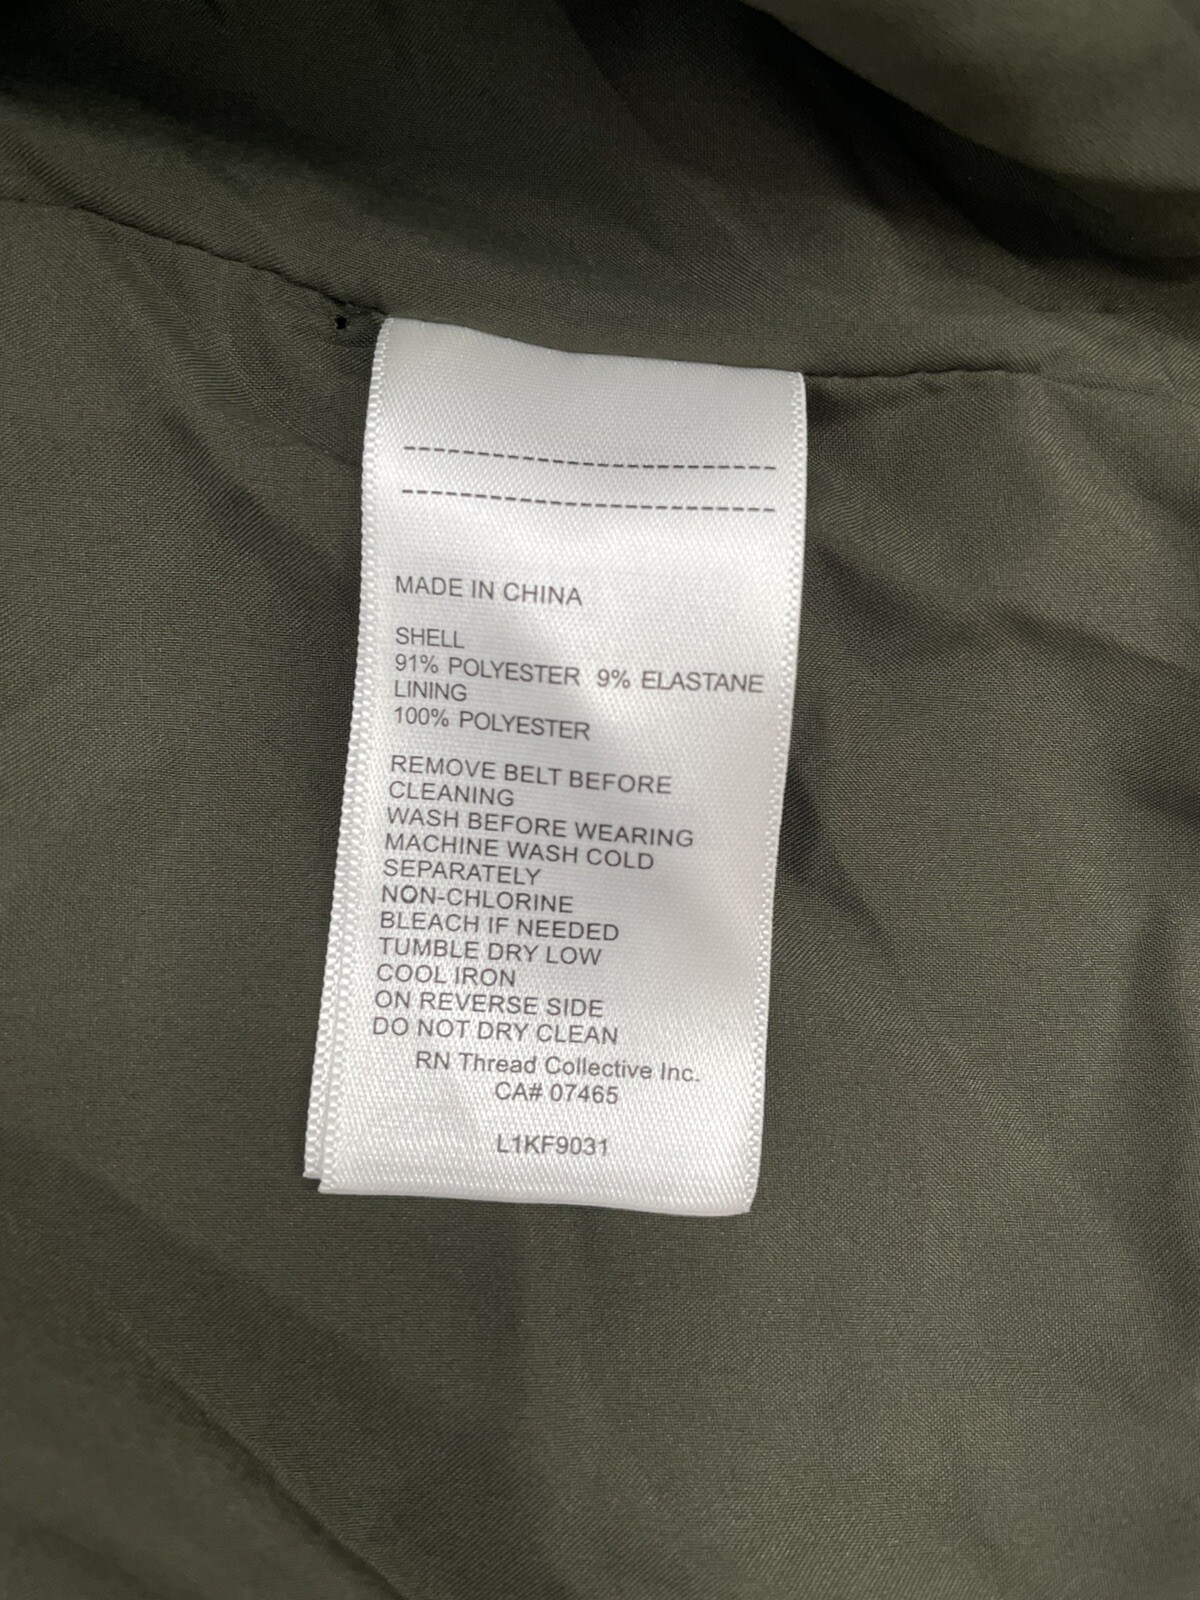 MADE IN CHINA
SHELL
91% POLYESTER 9% ELASTANE
LINING
100% POLYESTER
REMOVE BELT BEFORE
CLEANING
WASH BEFORE WEARING
MACHINE WASH COLD
SEPARATELY
NON-CHLORINE
BLEACH IF NEEDED
TUMBLE DRY LOW
COOL IRON
ON REVERSE SIDE
DO NOT DRY CLEAN
RN Thread Collective Inc.
CA# 07465
L1KF9031